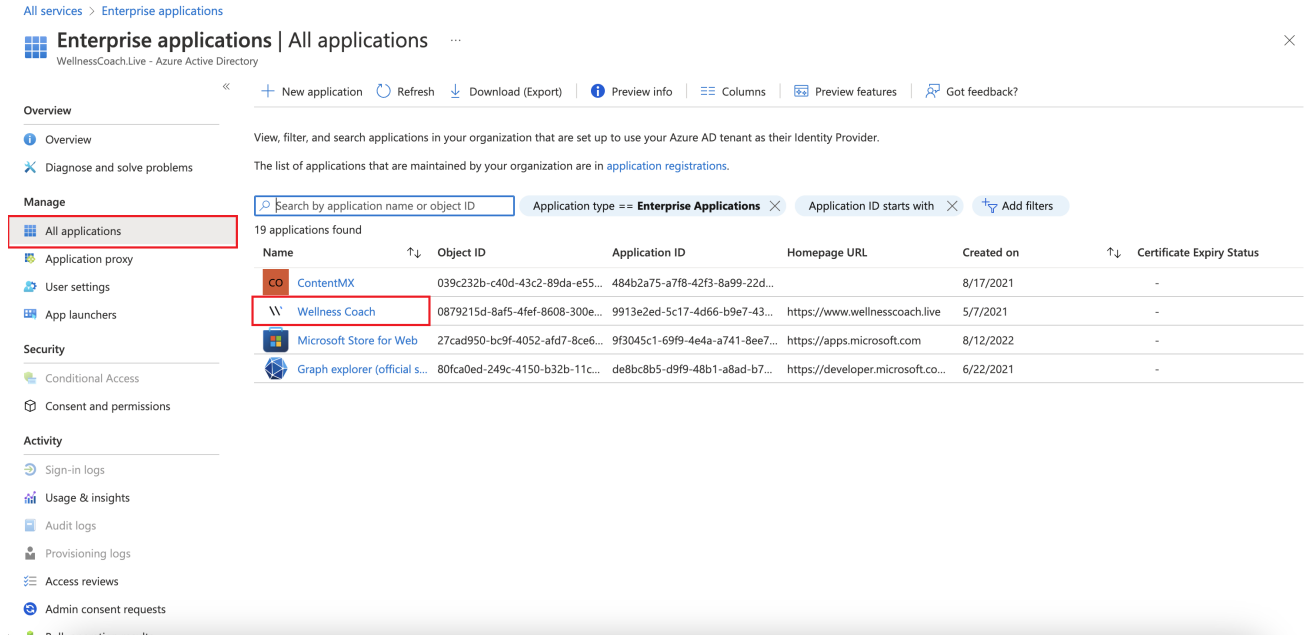 All services > Enterprise applications
Enterprise applications | All applications ...
WellnessCoach.Live - Azure Active Directory
New application Refresh Download (Export) Preview info Columns Preview features Got feedback?
Overview
Overview
Diagnose and solve problems
Manage
All applications
Application proxy
User settings
App launchers
Security
Conditional Access
Consent and permissions
Activity
Sign-in logs
Usage & insights
Audit logs
Provisioning logs
Access reviews
Admin consent requests
View, filter, and search applications in your organization that are set up to use your Azure AD tenant as their Identity Provider.
The list of applications that are maintained by your organization are in application registrations.
Search by application name or object ID Application type == Enterprise Applications Application ID starts with Add filters
19 applications found
Name Object ID Application ID Homepage URL Created on Certificate Expiry Status
CO ContentMX 039c232b-c40d-43c2-89da-e55... 484b2a75-a7f8-42f3-8a99-22d... 8/17/2021 -
W Wellness Coach 0879215d-8af5-4fef-8608-300e... 9913e2ed-5c17-4d66-b9e7-43... https://www.wellnesscoach.live 5/7/2021 -
Microsoft Store for Web 27cad950-bc9f-4052-afd7-8ce6... 9f3045c1-69f9-4e4a-a741-8ee7... https://apps.microsoft.com 8/12/2022 -
Graph explorer (official s... 80fca0ed-249c-4150-b32b-11c... de8bc8b5-d9f9-48b1-a8ad-b7... https://developer.microsoft.co... 6/22/2021 -